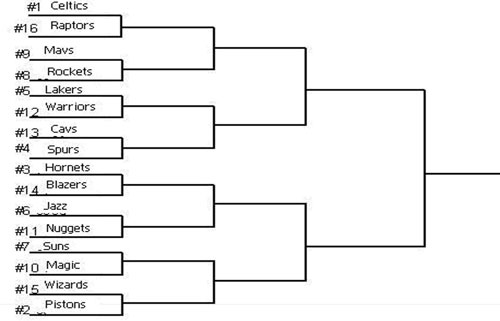 #1 Celtics
#16 Raptors
#9 Mavs
#8 Rockets
#5 Lakers
#12 Warriors
#13 Cavs
#4 Spurs
#3 Hornets
#14 Blazers
#6 Jazz
#11 Nuggets
#7 Suns
#10 Magic
#15 Wizards
#2 Pistons